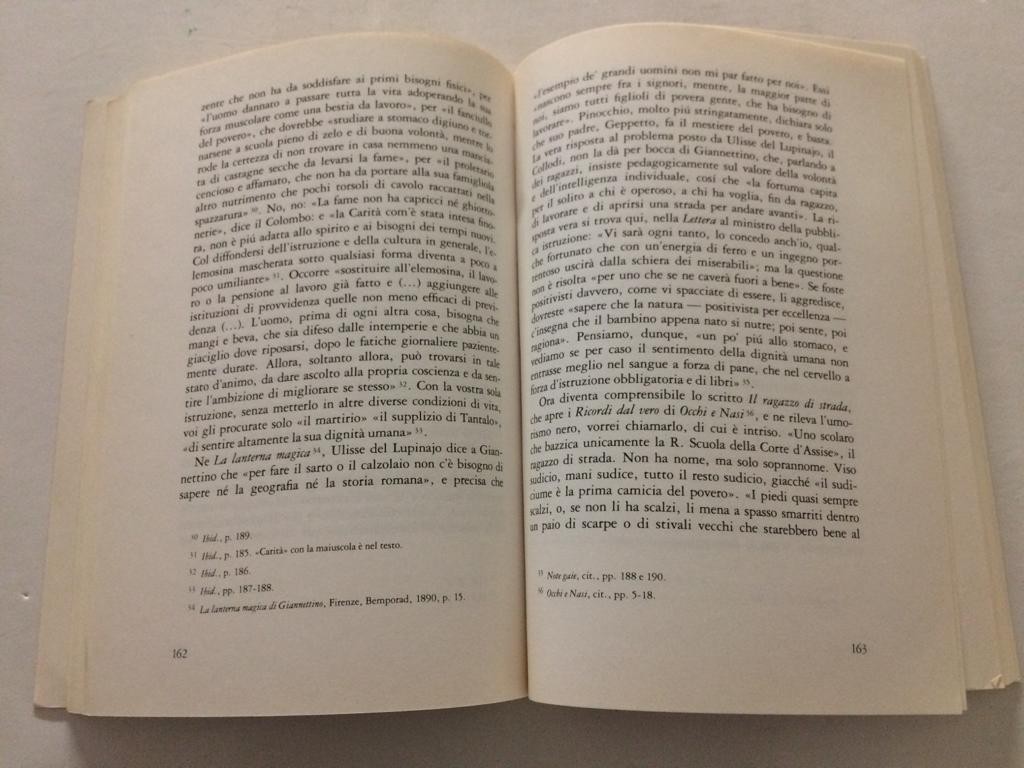 zente che non ha da soddisfare ai primi bisogni fisici», per
«l'uomo dannato a passare tutta la vita adoperando la sua
forza muscolare come una bestia da lavoro», per «il fanciullo
del povero», che dovrebbe «studiare a stomaco digiuno e tor-
narsene a scuola pieno di zelo e di buona volontà, mentre lo
rode la certezza di non trovare in casa nemmeno una mancia-
ta di castagne secche da levarsi la fame», per «il proletario
cencioso e affamato, che non ha da portare alla sua famigliola
altro nutrimento che pochi torsoli di cavolo raccattati nella
spazzatura» 30. No, no: «La fame non ha capricci né ghiotto-
nerie», dice il Colombo: e «la Carità com'è stata intesa fino-
ra, non è piú adatta allo spirito e ai bisogni dei tempi nuovi.
Col diffondersi dell'istruzione e della cultura in generale, l'e-
lemosina mascherata sotto qualsiasi forma diventa a poco a
poco umiliante» 31. Occorre «sostituire all'elemosina, il lavo-
ro o la pensione al lavoro già fatto e (...) aggiungere alle
istituzioni di provvidenza quelle non meno efficaci di previ-
denza (...). L'uomo, prima di ogni altra cosa, bisogna che
mangi e beva, che sia difeso dalle intemperie e che abbia un
giaciglio dove riposarsi, dopo le fatiche giornaliere paziente-
mente durate. Allora, soltanto allora, può trovarsi in tale
stato d'animo, da dare ascolto alla propria coscienza e da sen-
tire l'ambizione di migliorare se stesso» 32. Con la vostra sola
istruzione, senza metterlo in altre diverse condizioni di vita,
voi gli procurate solo «il martirio» «il supplizio di Tantalo»,
«di sentire altamente la sua dignità umana» 33.
Ne La lanterna magica 34, Ulisse del Lupinajo dice a Gian-
nettino che «per fare il sarto o il calzolaio non c'è bisogno di
sapere né la geografia né la storia romana», e precisa che
30 Ibid., p. 189.
31 Ibid., p. 185. «Carità» con la maiuscola è nel testo.
32 Ibid., p. 186.
33 Ibid., pp. 187-188.
34 La lanterna magica di Giannettino, Firenze, Bemporad, 1890, p. 15.
162
«l'esempio de' grandi uomini non mi par fatto per noi». Essi
«nascono sempre fra i signori, mentre, la maggior parte di
noi, siamo tutti figlioli di povera gente, che ha bisogno di
lavorare». Pinocchio, molto piú stringatamente, dichiara solo
che suo padre, Geppetto, fa il mestiere del povero, e basta.
La vera risposta al problema posto da Ulisse del Lupinajo, il
Collodi, non la dà per bocca di Giannettino, che, parlando a
dei ragazzi, insiste pedagogicamente sul valore della volontà
e dell'intelligenza individuale, cosí che «la fortuna capita
per il solito a chi è operoso, a chi ha voglia, fin da ragazzo,
di lavorare e di aprirsi una strada per andare avanti». La ri-
sposta vera si trova qui, nella Lettera al ministro della pubbli-
ca istruzione: «Vi sarà ogni tanto, lo concedo anch'io, qual-
che fortunato che con un'energia di ferro e un ingegno por-
tentoso uscirà dalla schiera dei miserabili»; ma la questione
non è risolta «per uno che se ne caverà fuori a bene». Se foste
positivisti davvero, come vi spacciate di essere, li aggredisce,
dovreste «sapere che la natura — positivista per eccellenza —
c'insegna che il bambino appena nato si nutre; poi sente, poi
ragiona». Pensiamo, dunque, «un po' piú allo stomaco, e
vediamo se per caso il sentimento della dignità umana non
entrasse meglio nel sangue a forza di pane, che nel cervello a
forza d'istruzione obbligatoria e di libri» 35.
Ora diventa comprensibile lo scritto Il ragazzo di strada,
che apre i Ricordi dal vero di Occhi e Nasi 36, e ne rileva l'umo-
rismo nero, vorrei chiamarlo, di cui è intriso. «Uno scolaro
che bazzica unicamente la R. Scuola della Corte d'Assise», il
ragazzo di strada. Non ha nome, ma solo soprannome. Viso
sudicio, mani sudice, tutto il resto sudicio, giacché «il sudi-
ciume è la prima camicia del povero». «I piedi quasi sempre
scalzi, o, se non li ha scalzi, li mena a spasso smarriti dentro
un paio di scarpe o di stivali vecchi che starebbero bene al
35 Note gaie, cit., pp. 188 e 190.
36 Occhi e Nasi, cit., pp. 5-18.
163